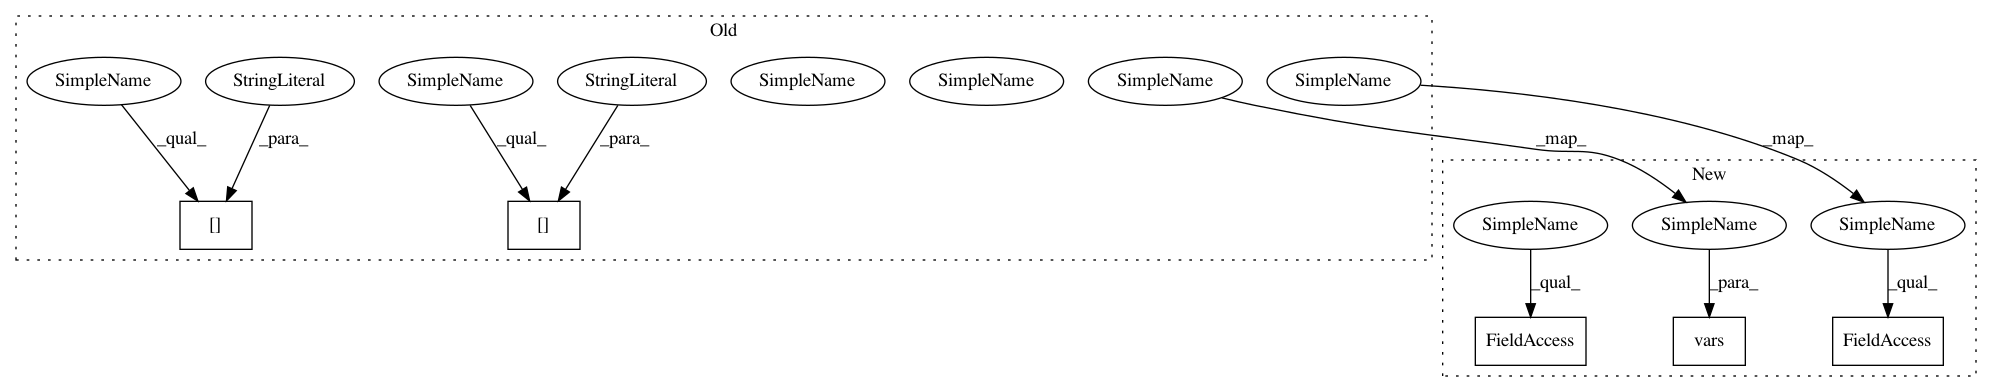 Old
SimpleName StringLiteral SimpleName StringLiteral SimpleName SimpleName SimpleName SimpleName
_qual_ _para_ _qual_ _para_ _map_ _map_
New
[] [] SimpleName SimpleName SimpleName
_qual_ _para_ _qual_
FieldAccess vars FieldAccess